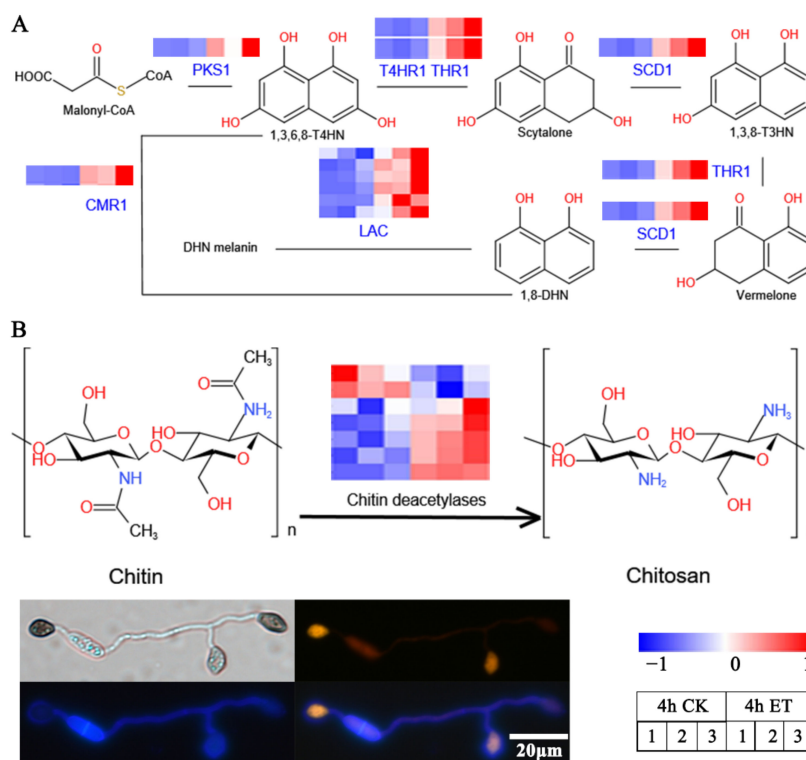 A
OH OH
OH O
OH OH
O
HOOC CoA
S
PKS1
T4HR1 THR1
SCD1
Malonyl-CoA
HO OH
HO OH
HO
1,3,6,8-T4HN
Scytalone
1,3,8-T3HN
THR1
CMR1
OH OH
O OH
LAC
SCD1
DHN melanin
HO
1,8-DHN
Vermelone
B
CH3
O
OH
NH2
HO
O
O
O
O
HO
NH
OH
O
CH3
n
Chitin deacetylases
OH
NH3
HO
O
O
O
O
HO
NH2
OH
Chitin
Chitosan
−1 0 1
4h CK 4h ET
1 2 3 1 2 3
20μm